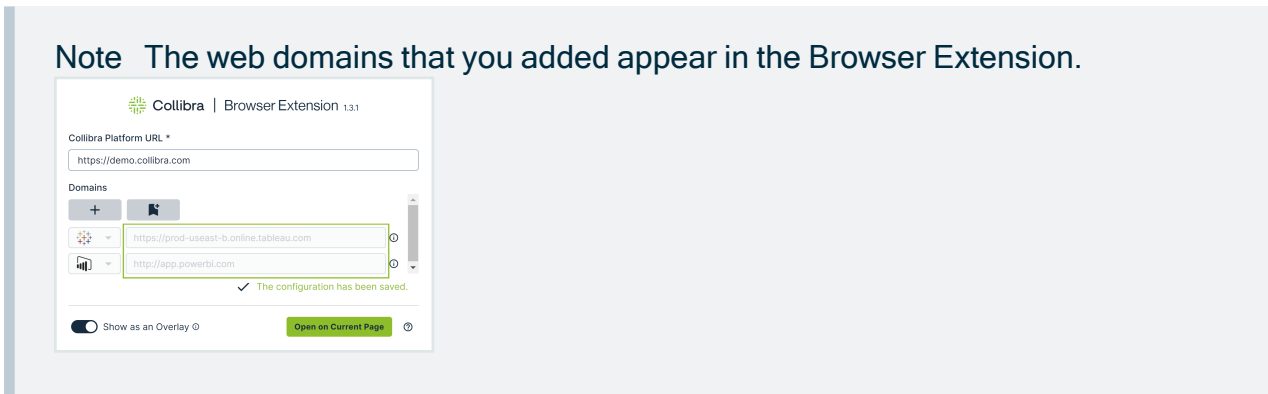 Note The web domains that you added appear in the Browser Extension.
Collibra | Browser Extension 1.3.1
Collibra Platform URL *
https://demo.collibra.com
Domains
https://prod-useast-b.online.tableau.com
http://app.powerbi.com
The configuration has been saved.
Show as an Overlay
Open on Current Page